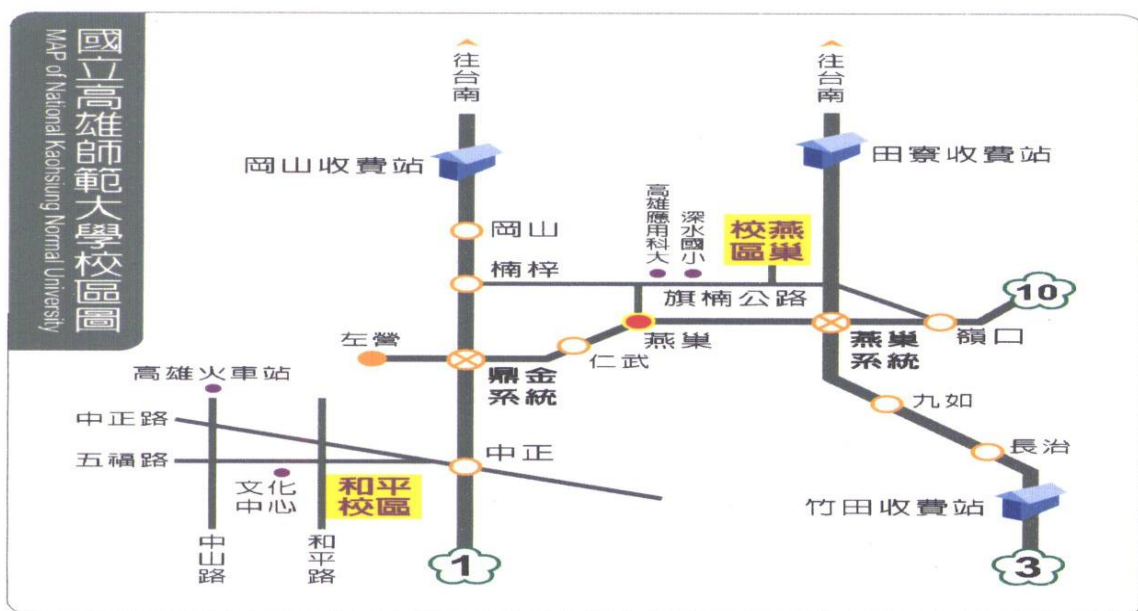 國立高雄師範大學校區圖
MAP of National Kaohsiung Normal University
往台南
往台南
岡山收費站
田寮收費站
高雄應用科大
深水國小
燕巢
校區
岡山
楠梓
旗楠公路
10
左營
鼎金
系統
仁武
燕巢
燕巢
系統
嶺口
高雄火車站
中正路
五福路
文化
中心
和平
校區
中正
九如
長治
竹田收費站
中山路
和平路
1
3